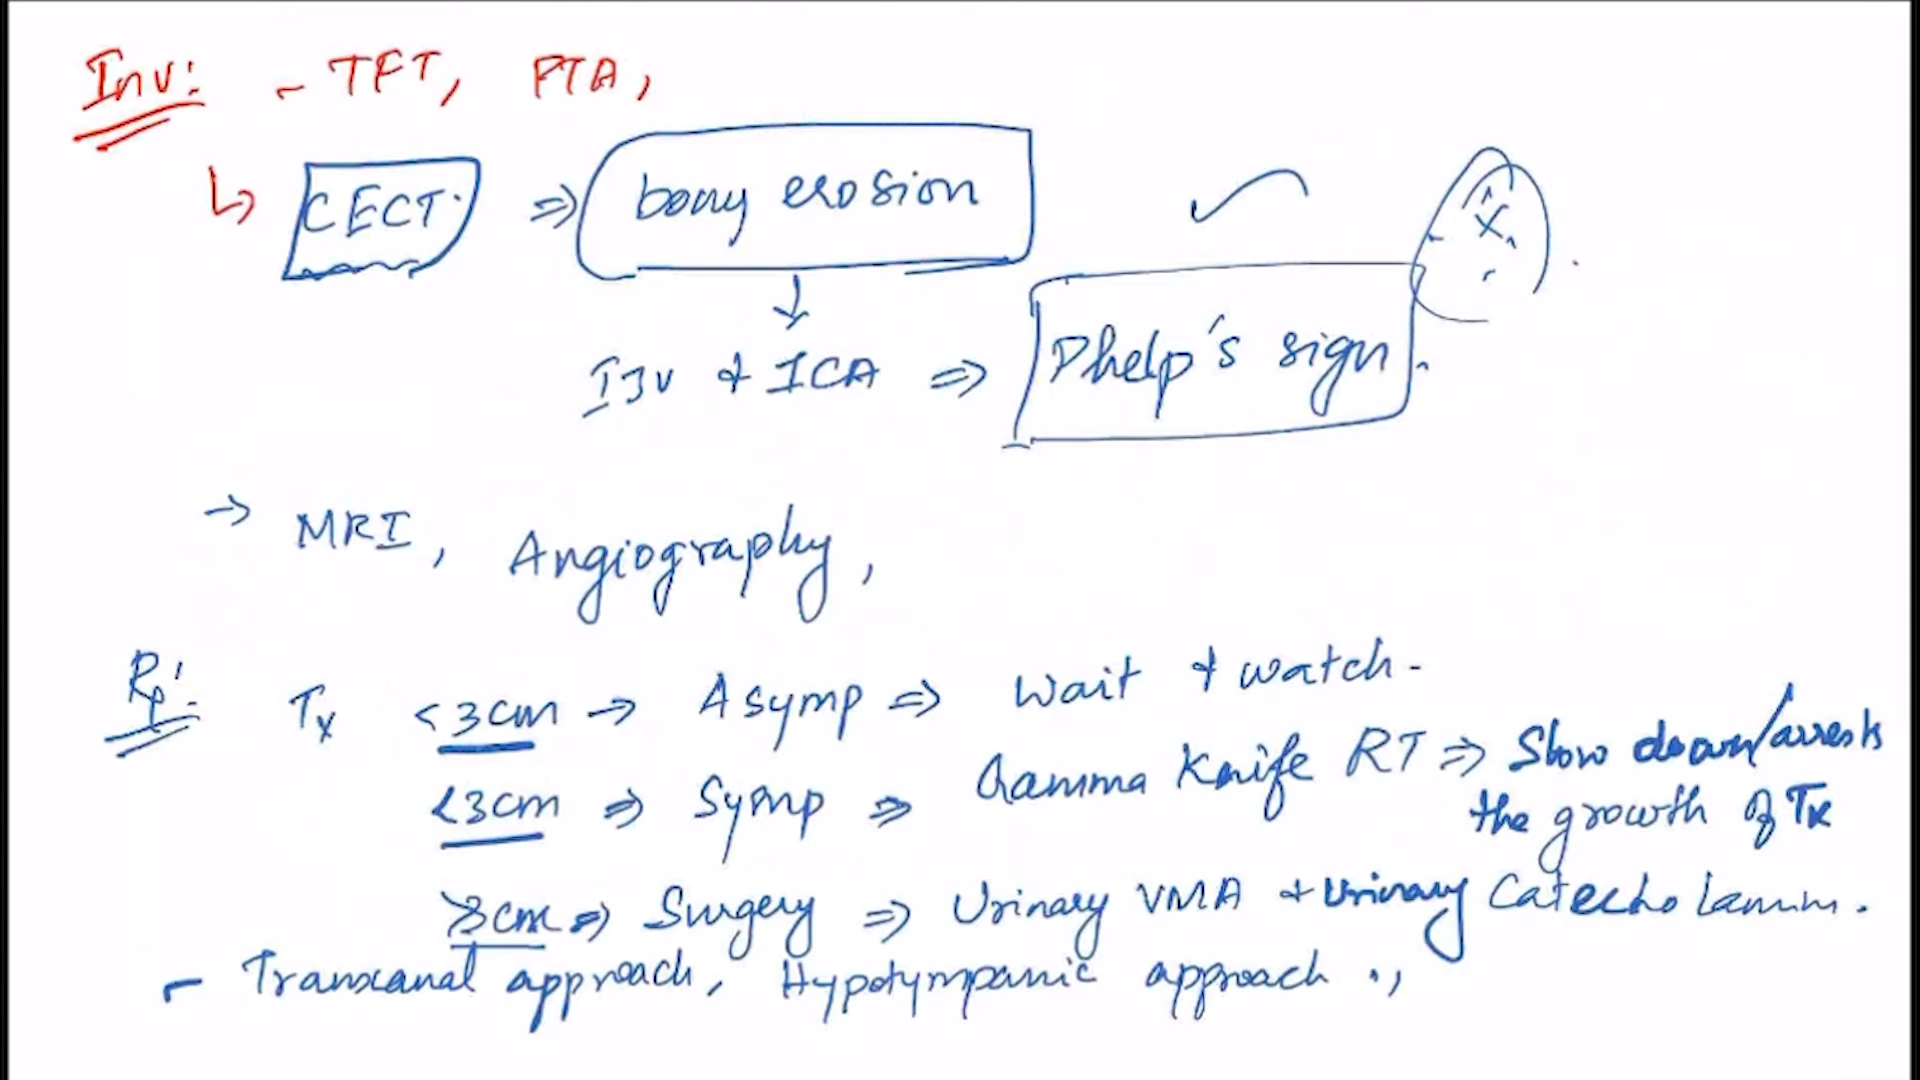 Inv: - TFT, PTA,
↳ CECT. ⇒ bony erosion ✓ X
↓
IJV & ICA ⇒ Phelp's sign.
→ MRI, Angiography,
Rx: Tx <3cm → Asymp ⇒ Wait & watch.
<3cm ⇒ Symp ⇒ Gamma Knife RT ⇒ Slow down/arrests
the growth of Tx
>3cm ⇒ Surgery ⇒ Urinary VMA & Urinary Catecholamin.
- Transcanal approach, Hypotympanic approach .,